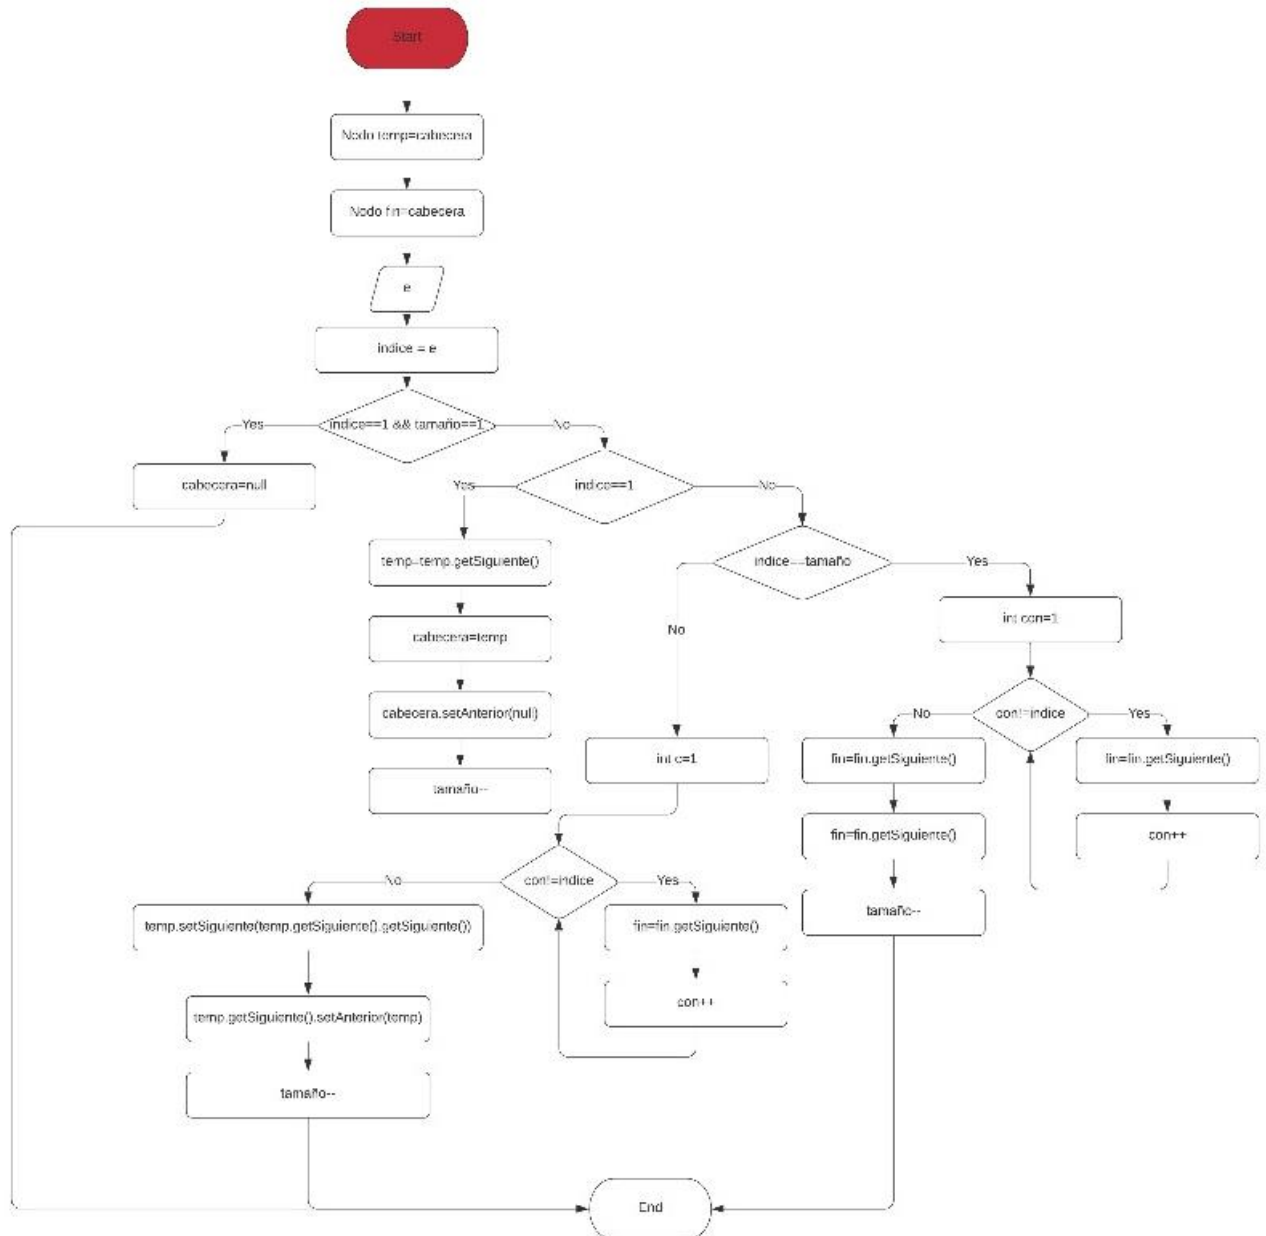 Start
Nodo temp=cabecera
Nodo fin=cabecera
e
indice = e
Yes
indice==1 && tamaño==1
No
cabecera=null
Yes
indice==1
No
temp=temp.getSiguiente()
indice==tamaño
Yes
No
int con=1
cabecera=temp
cabecera.setAnterior(null)
No
con!=indice
Yes
int c=1
fin=fin.getSiguiente()
fin=fin.getSiguiente()
tamaño--
fin=fin.getSiguiente()
con++
No
con!=indice
Yes
temp.setSiguiente(temp.getSiguiente().getSiguiente())
fin=fin.getSiguiente()
tamaño--
temp.getSiguiente().setAnterior(temp)
con++
tamaño--
End